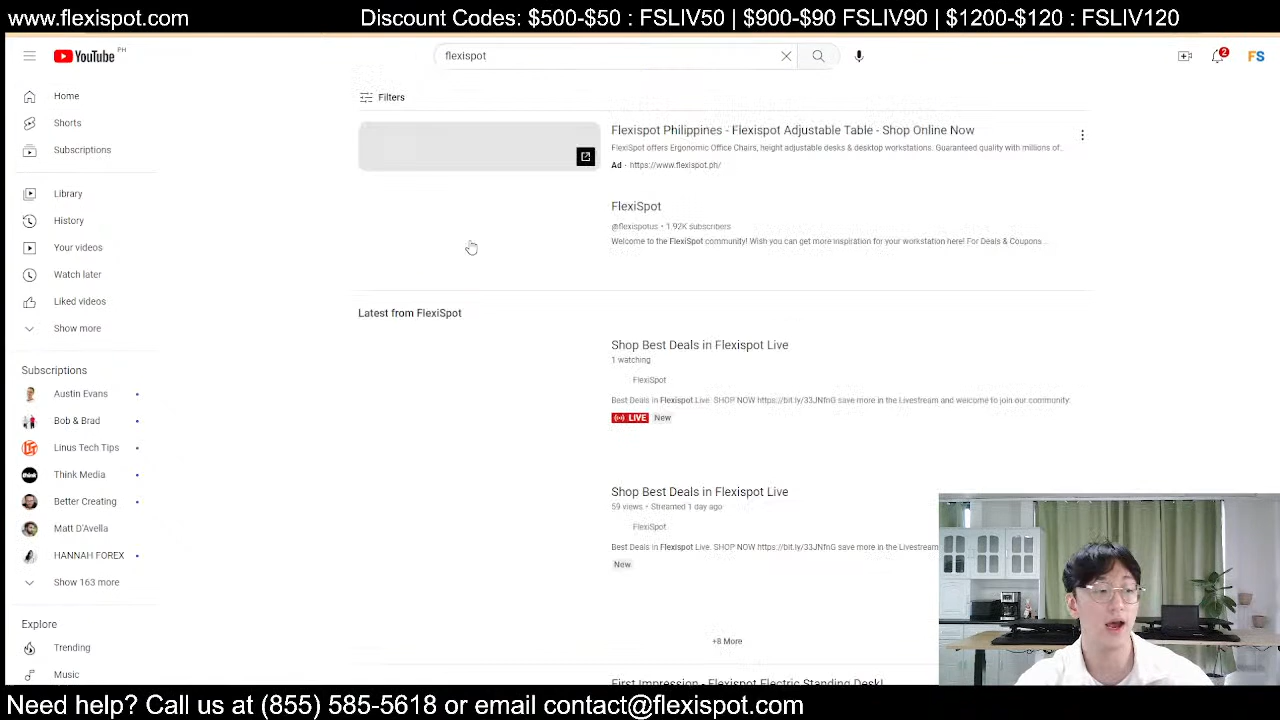 www.flexispot.com
Discount Codes: $500-$50 : FSLIV50 | $900-$90 FSLIV90 | $1200-$120 : FSLIV120
YouTube PH
flexispot
2
FS
Home
Shorts
Subscriptions
Library
History
Your videos
Watch later
Liked videos
Show more
Subscriptions
Austin Evans
Bob & Brad
Linus Tech Tips
Think Media
Better Creating
Matt D'Avella
HANNAH FOREX
Show 163 more
Explore
Trending
Music
Filters
Flexispot Philippines - Flexispot Adjustable Table - Shop Online Now
FlexiSpot offers Ergonomic Office Chairs, height adjustable desks & desktop workstations. Guaranteed quality with millions of...
Ad · https://www.flexispot.ph/
FlexiSpot
@flexispotus • 1.92K subscribers
Welcome to the FlexiSpot community! Wish you can get more inspiration for your workstation here! For Deals & Coupons...
Latest from FlexiSpot
Shop Best Deals in Flexispot Live
1 watching
FlexiSpot
Best Deals in Flexispot Live. SHOP NOW https://bit.ly/33JNfnG save more in the Livestream and welcome to join our community.
LIVE New
Shop Best Deals in Flexispot Live
59 views • Streamed 1 day ago
FlexiSpot
Best Deals in Flexispot Live. SHOP NOW https://bit.ly/33JNfnG save more in the Livestream
New
+8 More
First Impression - Flexispot Electric Standing Desk!
Need help? Call us at (855) 585-5618 or email contact@flexispot.com